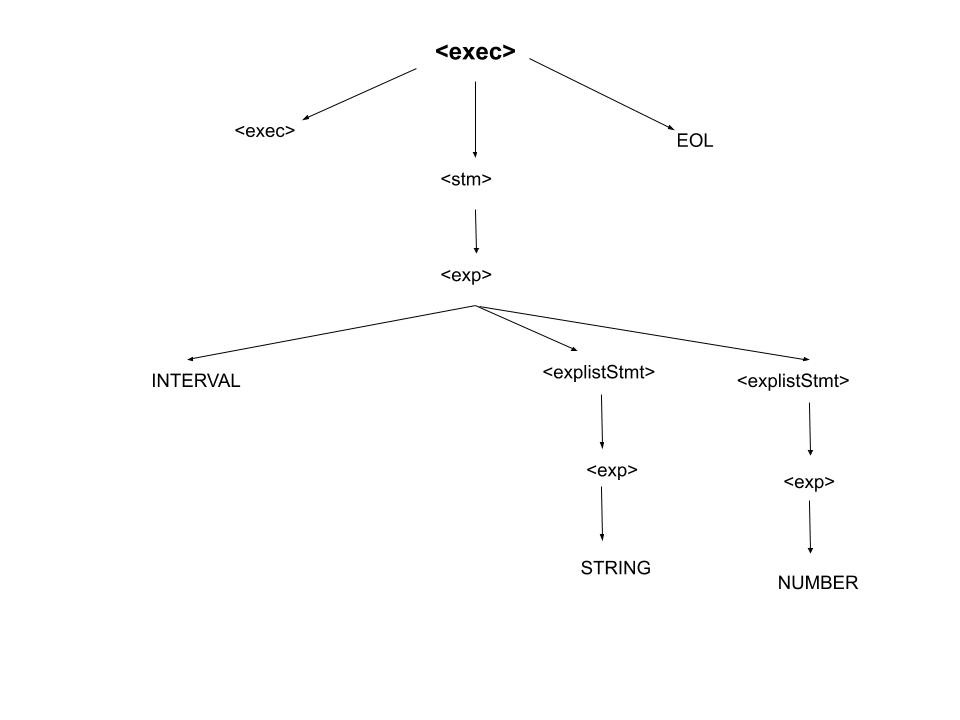 <exec>
<exec>
EOL
<stm>
<exp>
INTERVAL
<explistStmt>
<explistStmt>
<exp>
<exp>
STRING
NUMBER